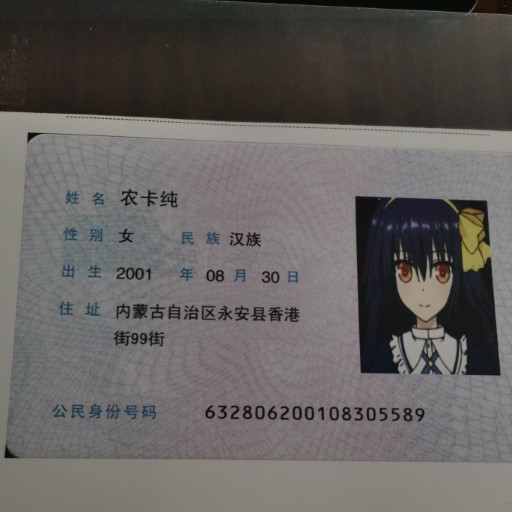 姓名 农卡纯
性别 女 民族 汉族
出生 2001 年 08 月 30 日
住址 内蒙古自治区永安县香港
街99街
公民身份号码 632806200108305589